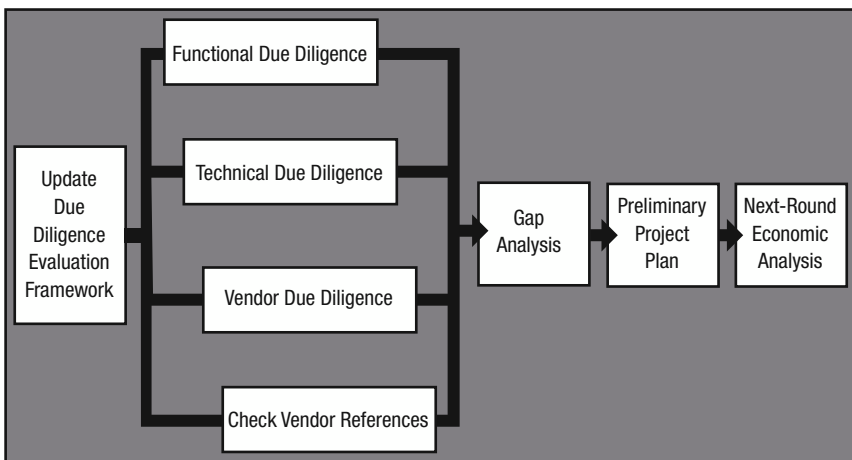 Update
Due
Diligence
Evaluation
Framework
Functional Due Diligence
Technical Due Diligence
Vendor Due Diligence
Check Vendor References
Gap
Analysis
Preliminary
Project
Plan
Next-Round
Economic
Analysis